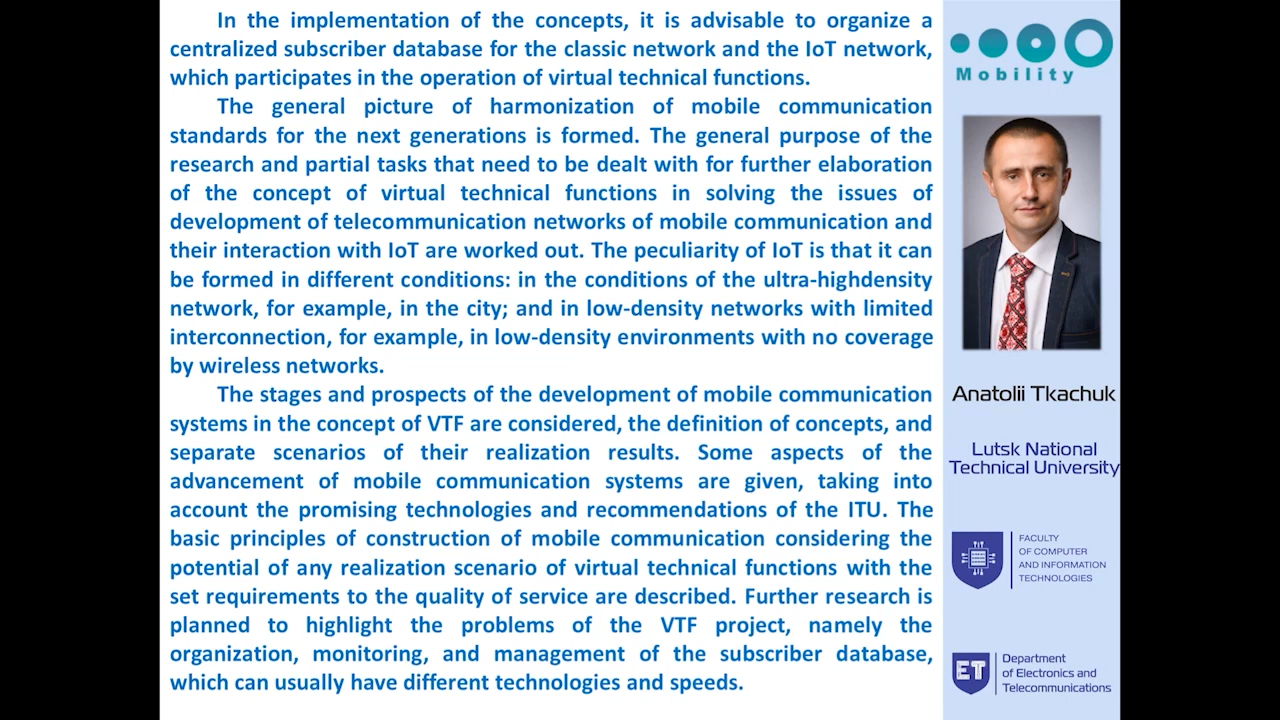 In the implementation of the concepts, it is advisable to organize a
centralized subscriber database for the classic network and the IoT network,
which participates in the operation of virtual technical functions.
The general picture of harmonization of mobile communication
standards for the next generations is formed. The general purpose of the
research and partial tasks that need to be dealt with for further elaboration
of the concept of virtual technical functions in solving the issues of
development of telecommunication networks of mobile communication and
their interaction with IoT are worked out. The peculiarity of IoT is that it can
be formed in different conditions: in the conditions of the ultra-highdensity
network, for example, in the city; and in low-density networks with limited
interconnection, for example, in low-density environments with no coverage
by wireless networks.
The stages and prospects of the development of mobile communication
systems in the concept of VTF are considered, the definition of concepts, and
separate scenarios of their realization results. Some aspects of the
advancement of mobile communication systems are given, taking into
account the promising technologies and recommendations of the ITU. The
basic principles of construction of mobile communication considering the
potential of any realization scenario of virtual technical functions with the
set requirements to the quality of service are described. Further research is
planned to highlight the problems of the VTF project, namely the
organization, monitoring, and management of the subscriber database,
which can usually have different technologies and speeds.
Mobility
Anatolii Tkachuk
Lutsk National
Technical University
FACULTY
OF COMPUTER
AND INFORMATION
TECHNOLOGIES
ET
Department
of Electronics and
Telecommunications